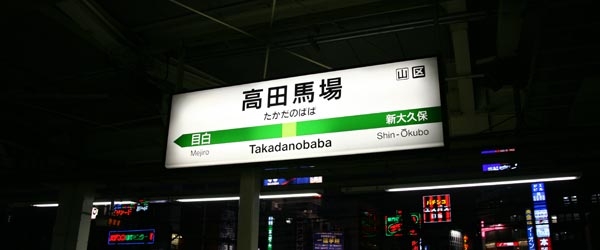 山 区
高田馬場
たかだのばば
目白
新大久保
Mejiro
Takadanobaba
Shin-Ōkubo